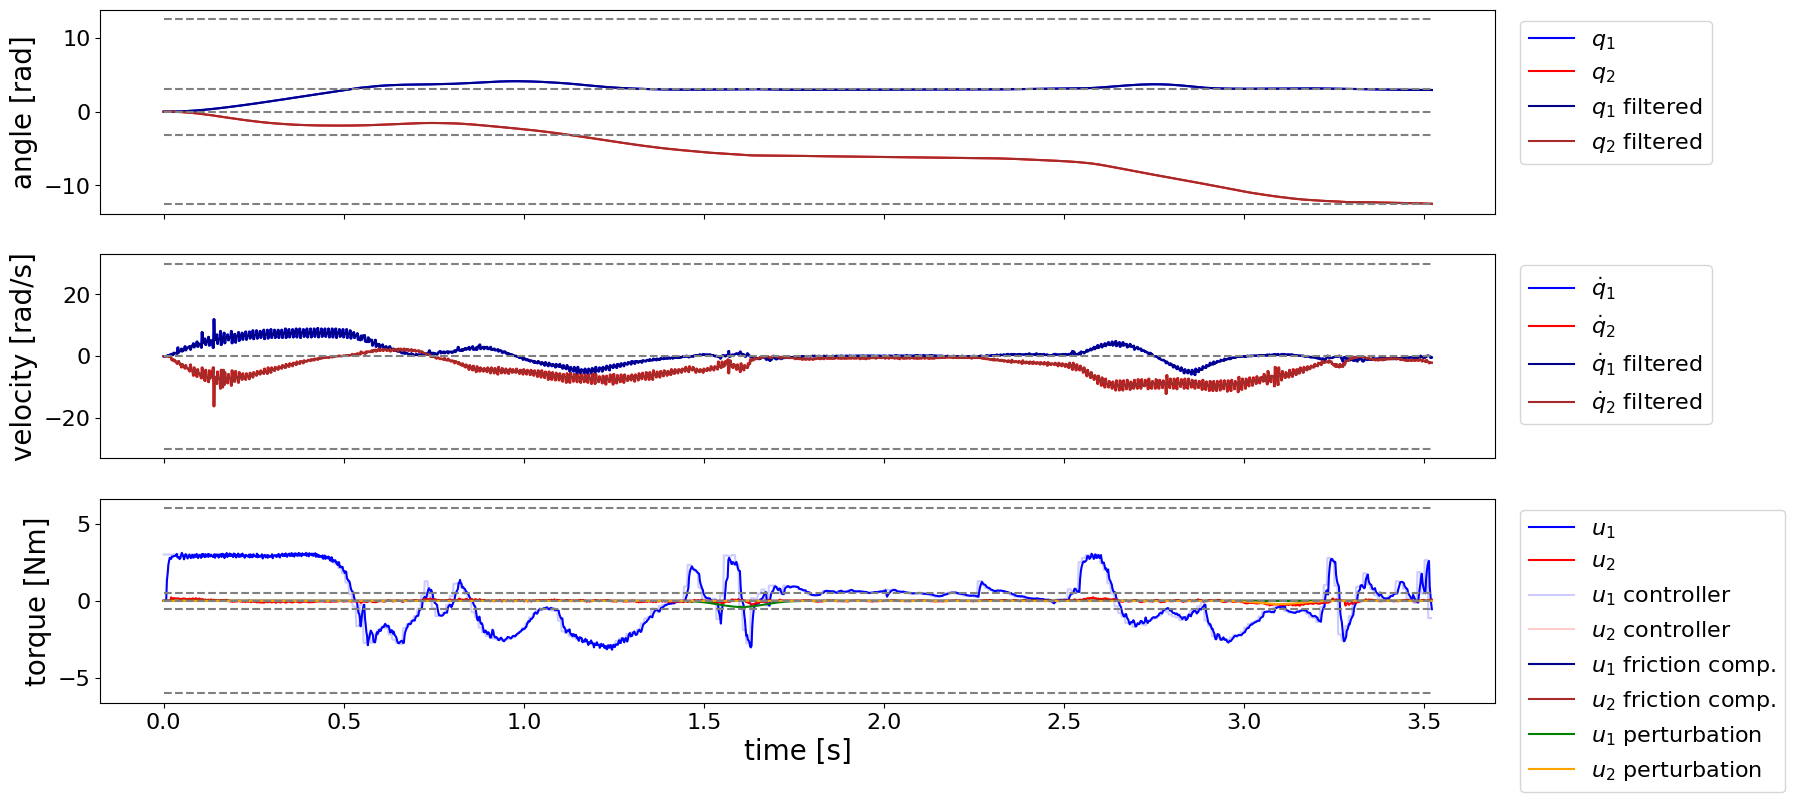 angle [rad]
10
0
−10
q₁
q₂
q₁ filtered
q₂ filtered
velocity [rad/s]
20
0
−20
q̇₁
q̇₂
q̇₁ filtered
q̇₂ filtered
torque [Nm]
5
0
−5
0.0 0.5 1.0 1.5 2.0 2.5 3.0 3.5
time [s]
u₁
u₂
u₁ controller
u₂ controller
u₁ friction comp.
u₂ friction comp.
u₁ perturbation
u₂ perturbation